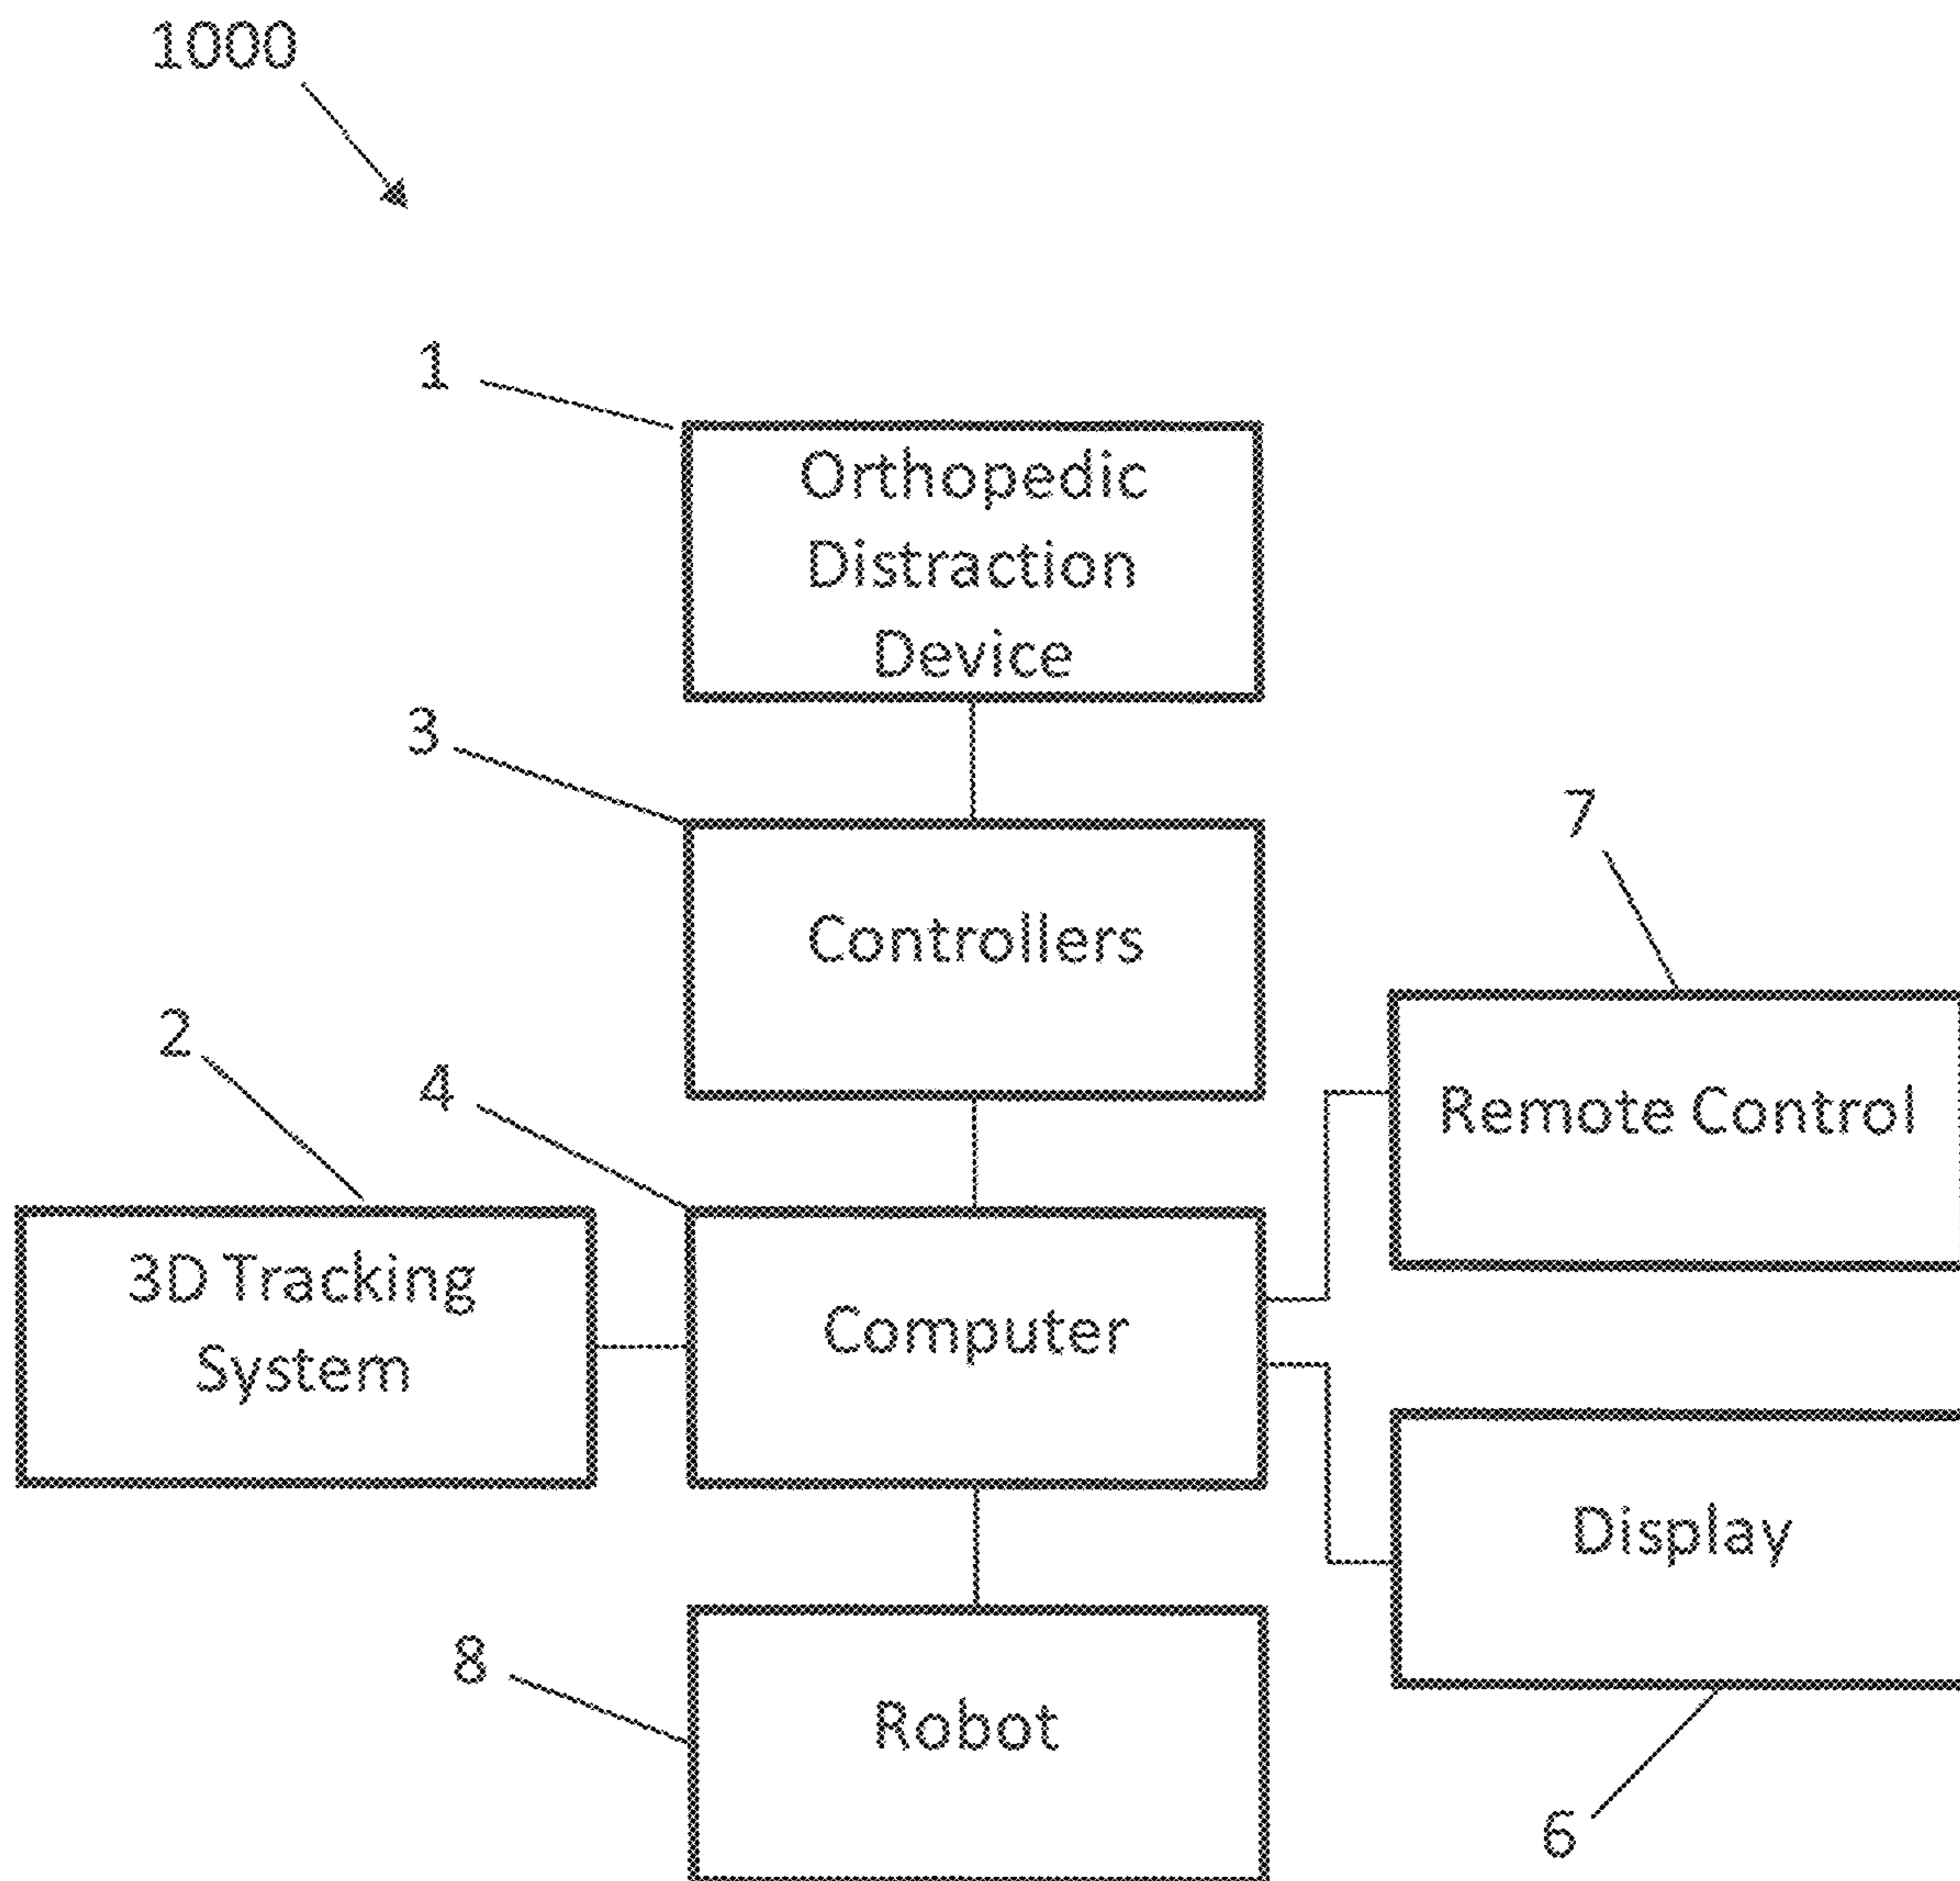 1000
1
Orthopedic
Distraction
Device
3
Controllers
7
Remote Control
2
4
3D Tracking
System
Computer
Display
8
Robot
6